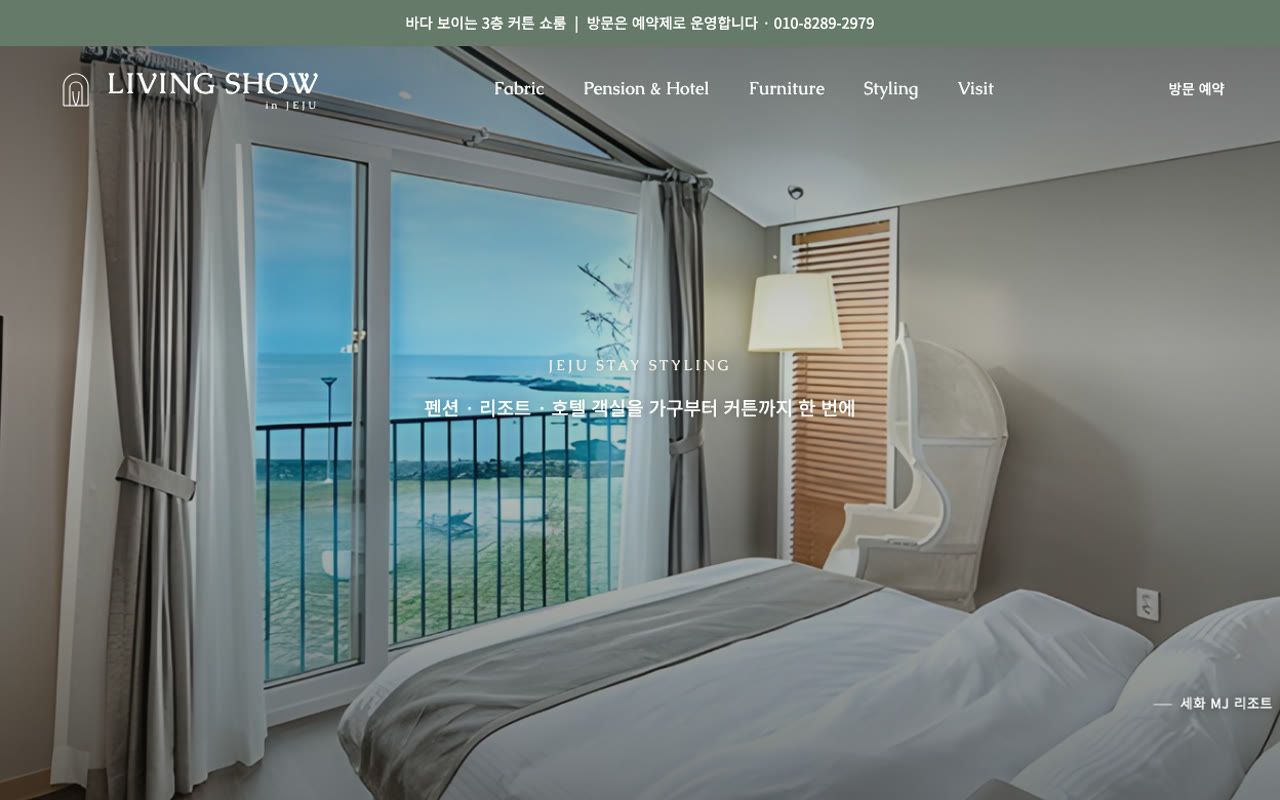 바다 보이는 3층 커튼 쇼룸 | 방문은 예약제로 운영합니다 · 010-8289-2979
LIVING SHOW
in JEJU
Fabric Pension & Hotel Furniture Styling Visit
방문 예약
JEJU STAY STYLING
펜션 · 리조트 · 호텔 객실을 가구부터 커튼까지 한 번에
세화 MJ 리조트